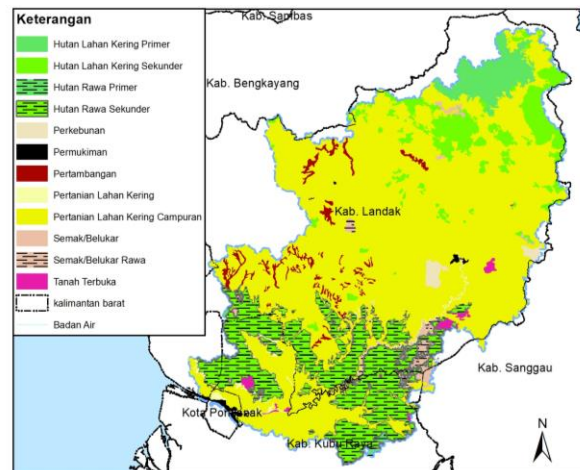 Keterangan
Hutan Lahan Kering Primer
Hutan Lahan Kering Sekunder
Hutan Rawa Primer
Hutan Rawa Sekunder
Perkebunan
Permukiman
Pertambangan
Pertanian Lahan Kering
Pertanian Lahan Kering Campuran
Semak/Belukar
Semak/Belukar Rawa
Tanah Terbuka
kalimantan barat
Badan Air
Kab. Sambas
Kab. Bengkayang
Kab. Landak
Kab. Sanggau
Kota Pontianak
Kab. Kubu Raya
N